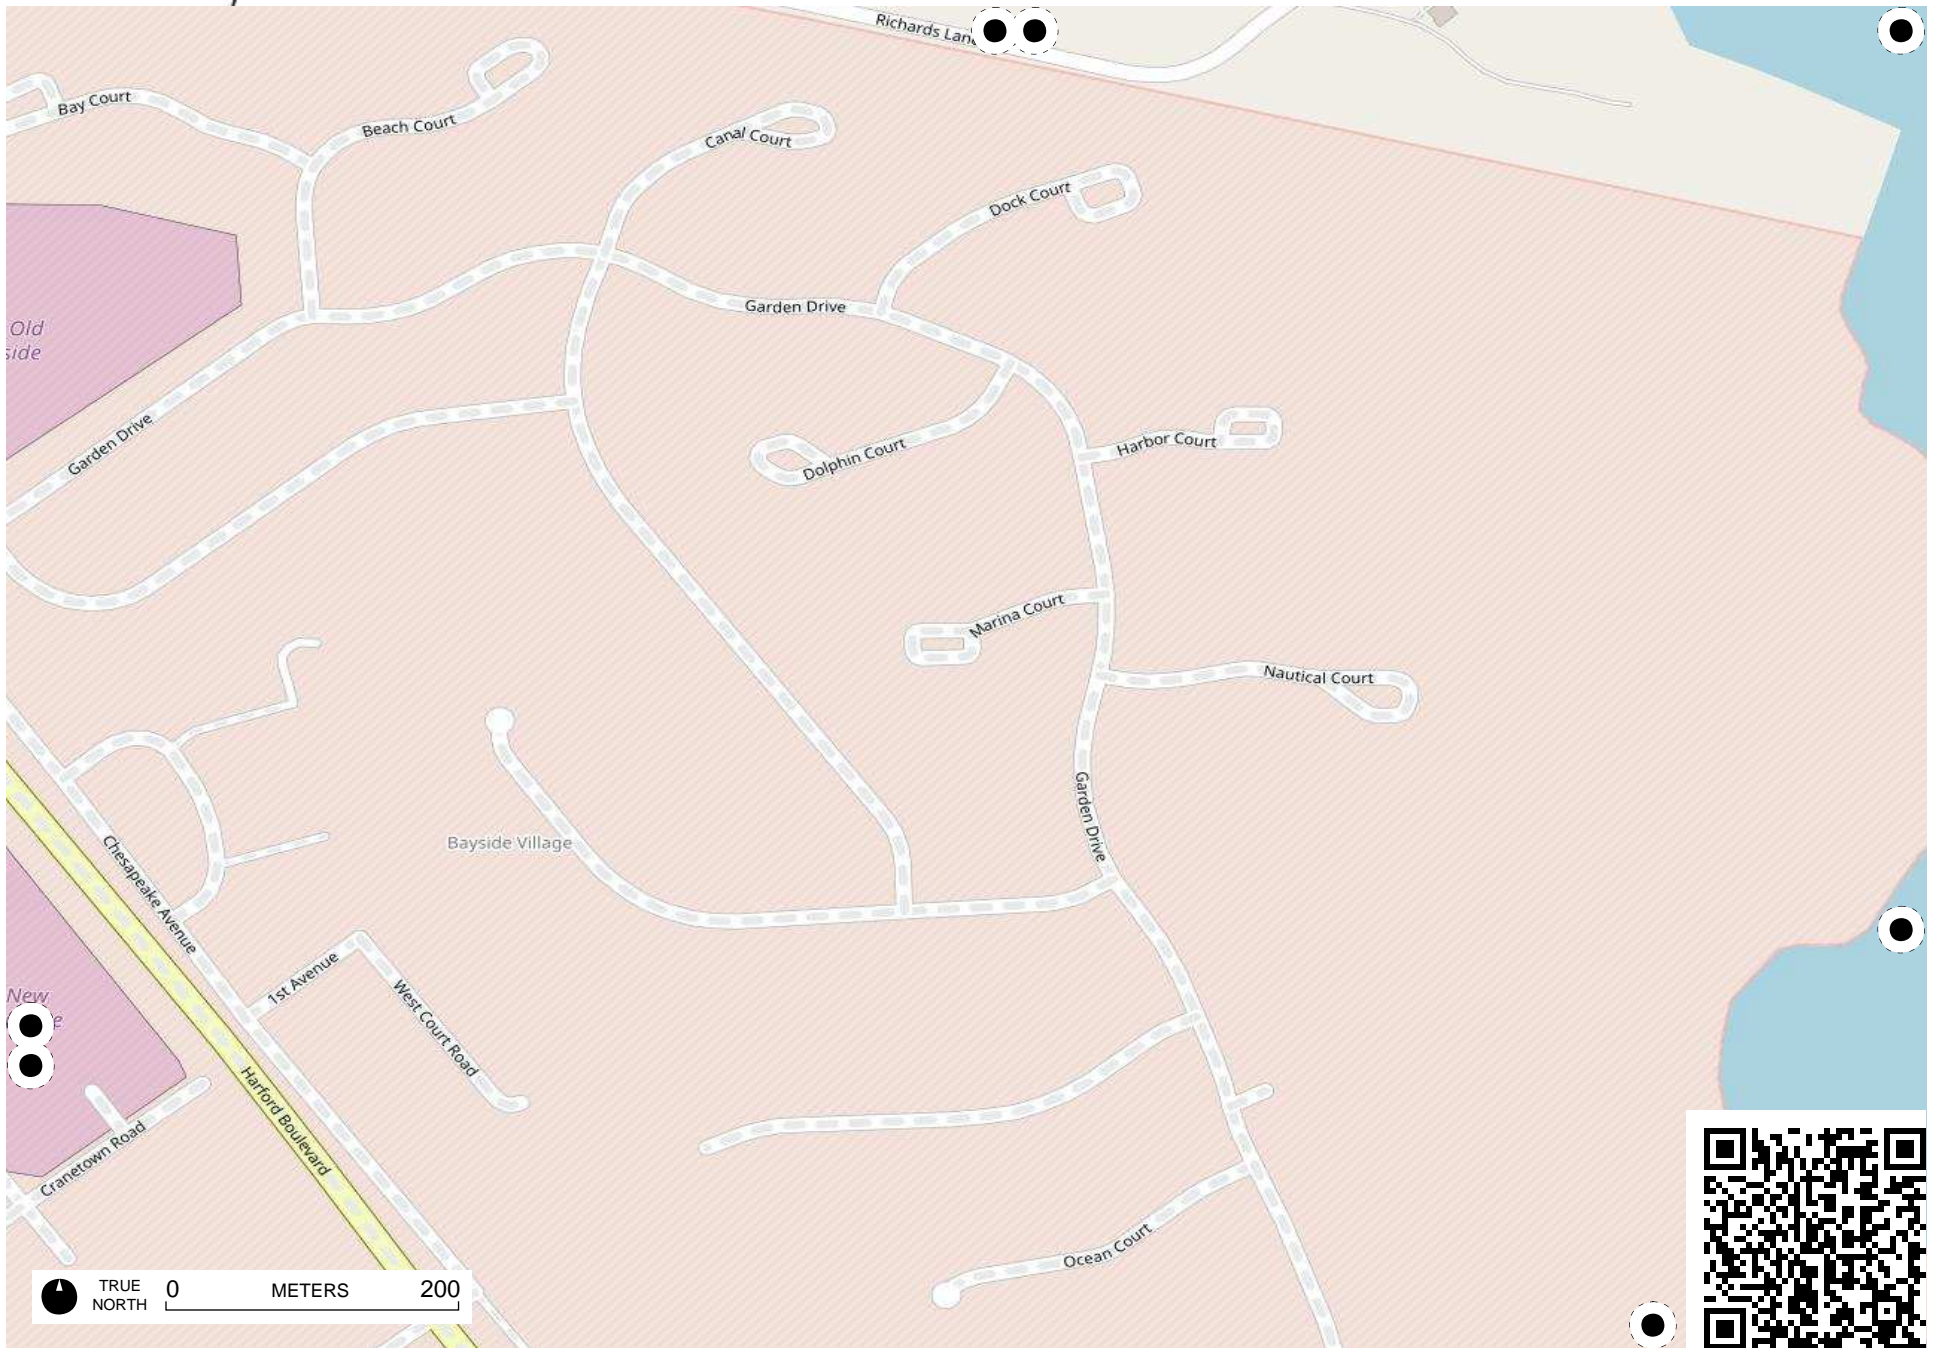 Richards Lane
Bay Court
Beach Court
Canal Court
Dock Court
Garden Drive
Old
side
Garden Drive
Harbor Court
Dolphin Court
Marina Court
Nautical Court
Garden Drive
Bayside Village
Chesapeake Avenue
1st Avenue
West Court Road
New
e
Harford Boulevard
Cranetown Road
Ocean Court
TRUE
NORTH
0 METERS 200